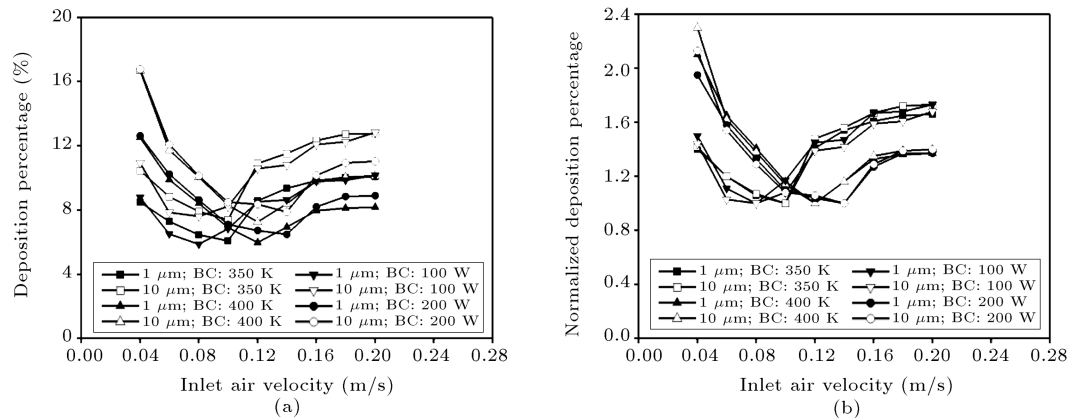 Deposition percentage (%)
20
16
12
8
4
0
1 μm; BC: 350 K
10 μm; BC: 350 K
1 μm; BC: 400 K
10 μm; BC: 400 K
1 μm; BC: 100 W
10 μm; BC: 100 W
1 μm; BC: 200 W
10 μm; BC: 200 W
0.00 0.04 0.08 0.12 0.16 0.20 0.24 0.28
Inlet air velocity (m/s)
(a)
Normalized deposition percentage
2.4
2.0
1.6
1.2
0.8
0.4
0.0
1 μm; BC: 350 K
10 μm; BC: 350 K
1 μm; BC: 400 K
10 μm; BC: 400 K
1 μm; BC: 100 W
10 μm; BC: 100 W
1 μm; BC: 200 W
10 μm; BC: 200 W
0.00 0.04 0.08 0.12 0.16 0.20 0.24 0.28
Inlet air velocity (m/s)
(b)